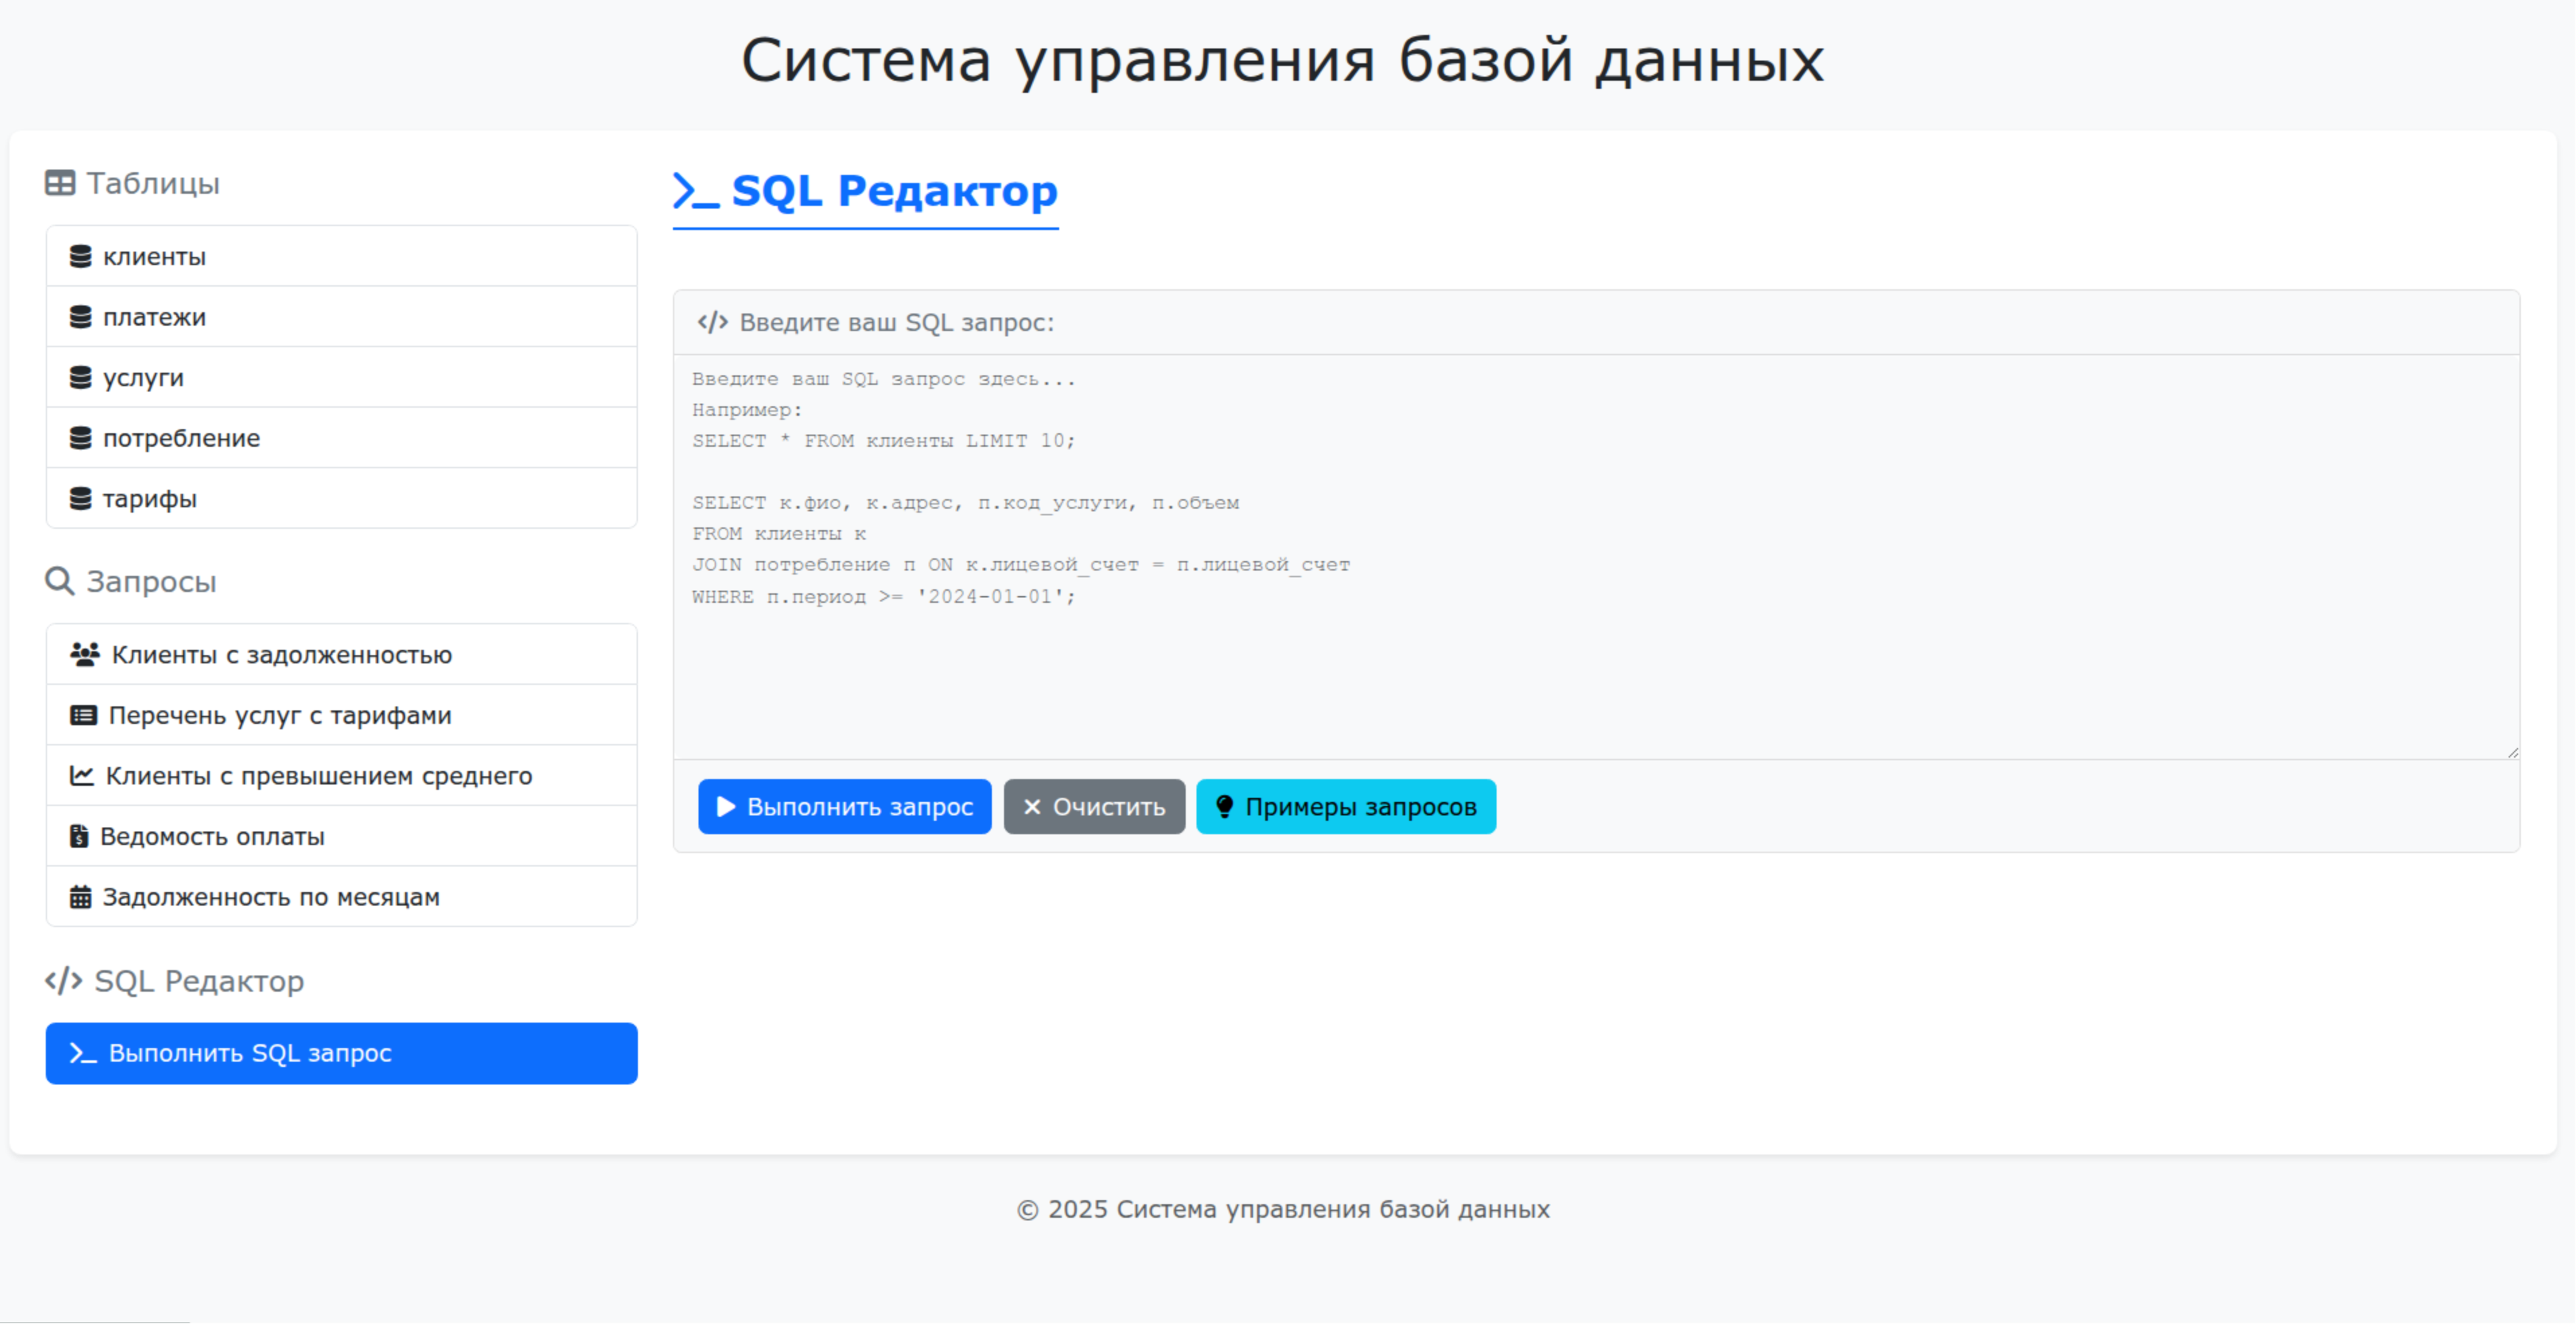 Система управления базой данных
Таблицы
клиенты
платежи
услуги
потребление
тарифы
Запросы
Клиенты с задолженностью
Перечень услуг с тарифами
Клиенты с превышением среднего
Ведомость оплаты
Задолженность по месяцам
SQL Редактор
Выполнить SQL запрос
SQL Редактор
Введите ваш SQL запрос:
Введите ваш SQL запрос здесь...
Например:
SELECT * FROM клиенты LIMIT 10;
SELECT к.фио, к.адрес, п.код_услуги, п.объем
FROM клиенты к
JOIN потребление п ON к.лицевой_счет = п.лицевой_счет
WHERE п.период >= '2024-01-01';
Выполнить запрос
Очистить
Примеры запросов
© 2025 Система управления базой данных